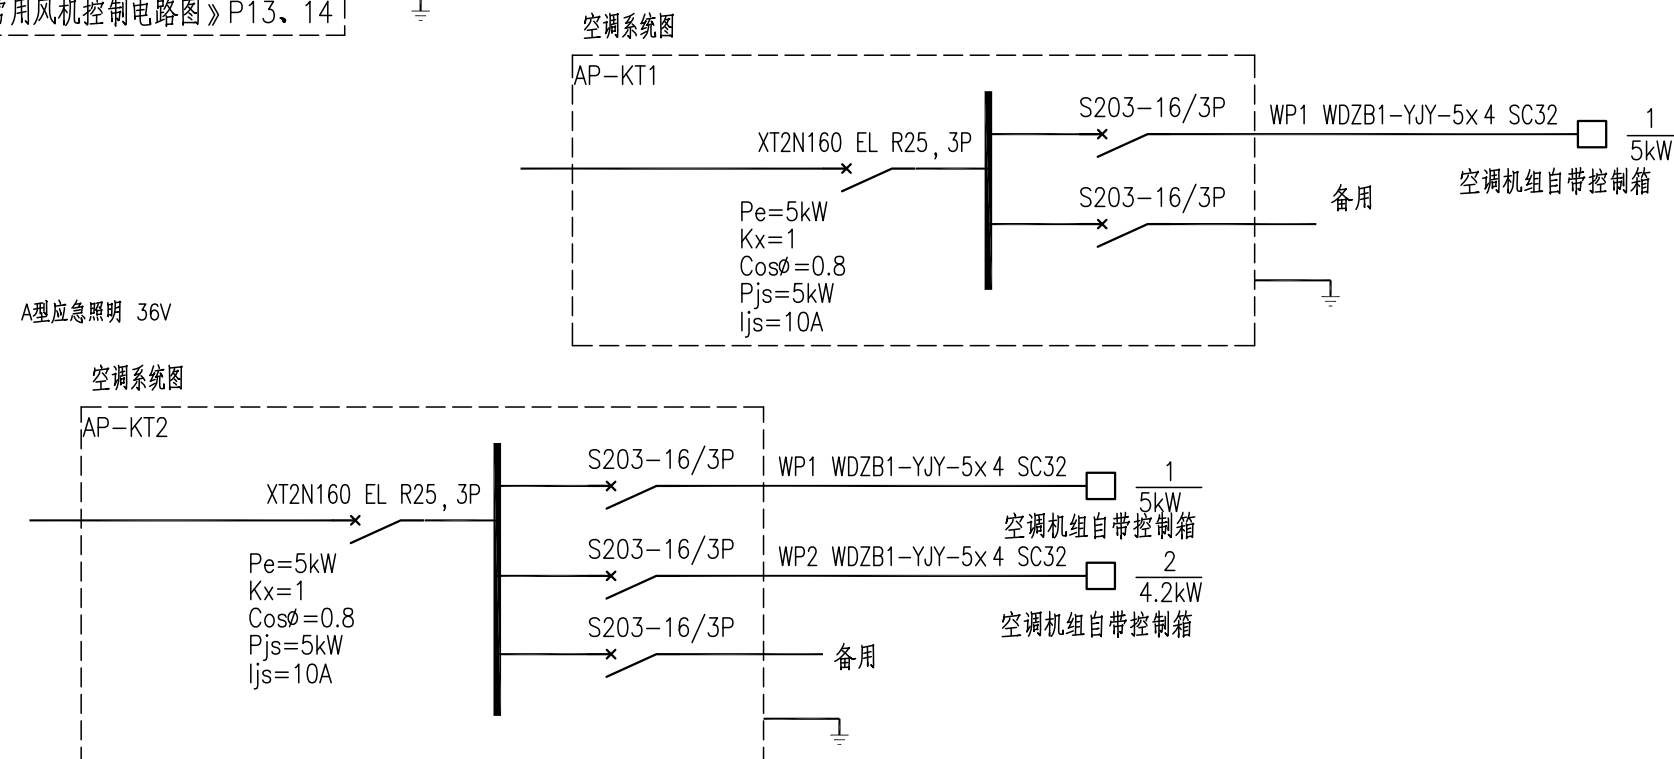 常用风机控制电路图》P13、14
空调系统图
AP-KT1
S203-16/3P
WP1 WDZB1-YJY-5x4 SC32
1
5kW
XT2N160 EL R25, 3P
空调机组自带控制箱
S203-16/3P
备用
Pe=5kW
Kx=1
CosØ=0.8
Pjs=5kW
Ijs=10A
A型应急照明 36V
空调系统图
AP-KT2
S203-16/3P
WP1 WDZB1-YJY-5x4 SC32
1
5kW
XT2N160 EL R25, 3P
空调机组自带控制箱
S203-16/3P
WP2 WDZB1-YJY-5x4 SC32
2
4.2kW
Pe=5kW
Kx=1
CosØ=0.8
Pjs=5kW
Ijs=10A
空调机组自带控制箱
S203-16/3P
备用